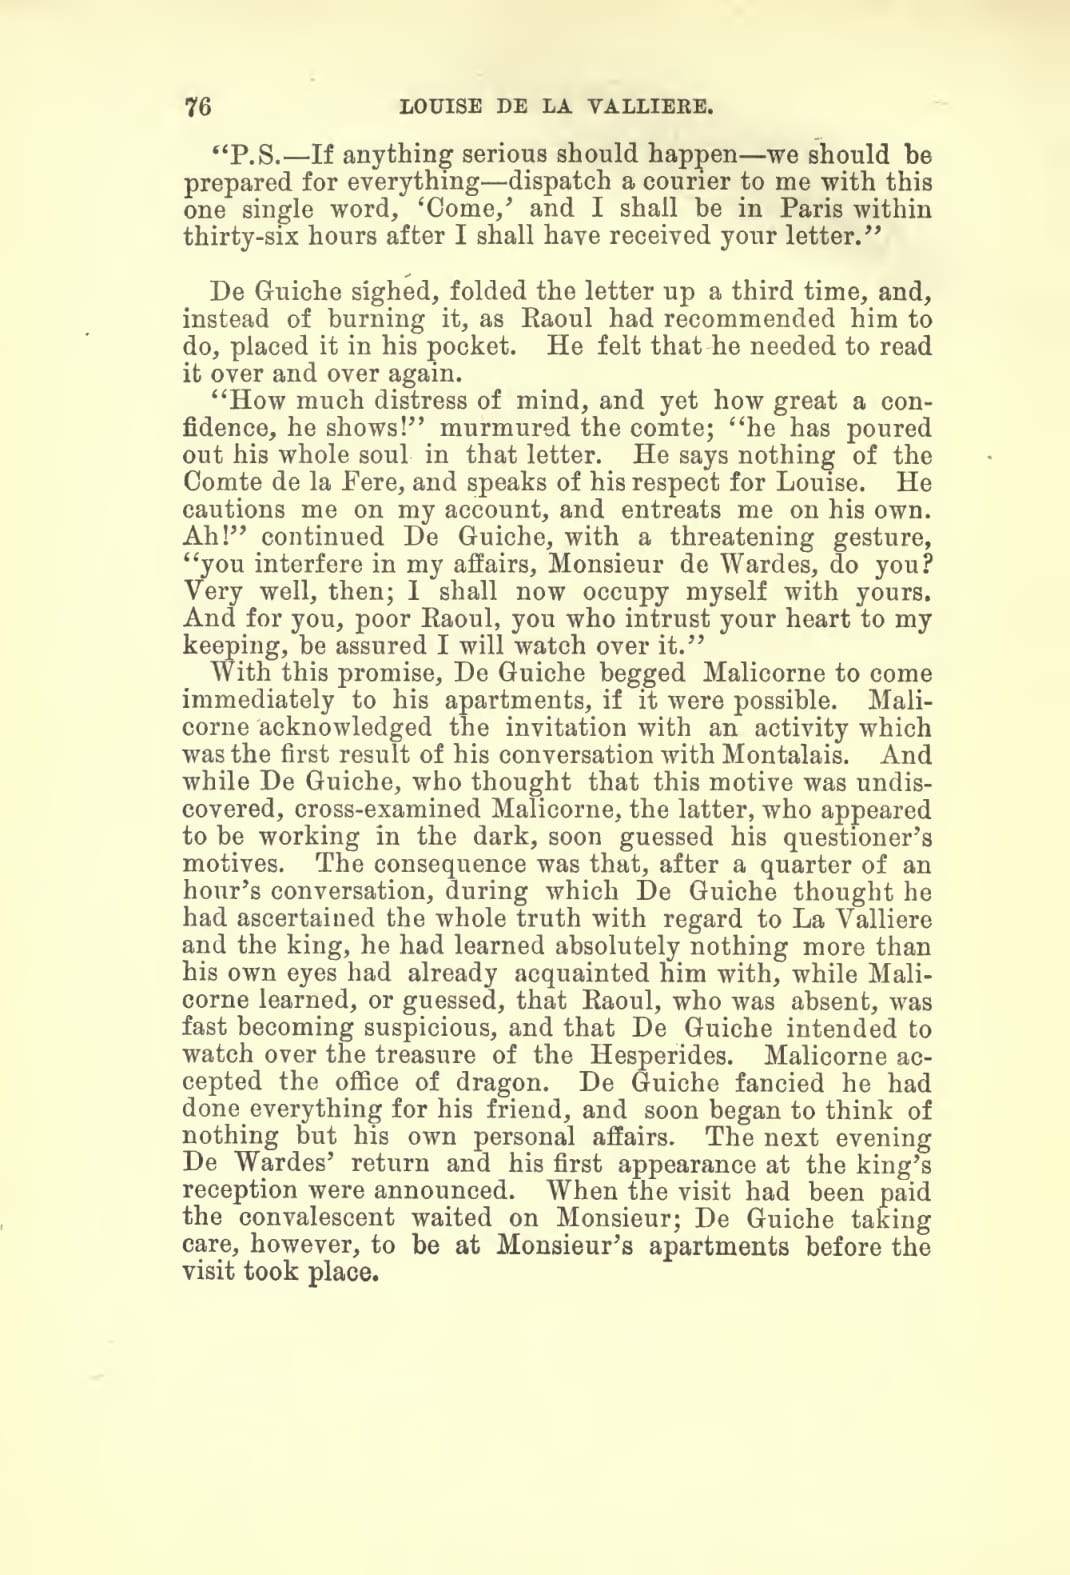 76 LOUISE DE LA VALLIERE.
“P.S.—If anything serious should happen—we should be
prepared for everything—dispatch a courier to me with this
one single word, ‘Come,’ and I shall be in Paris within
thirty-six hours after I shall have received your letter.”
De Guiche sighed, folded the letter up a third time, and,
instead of burning it, as Raoul had recommended him to
do, placed it in his pocket. He felt that he needed to read
it over and over again.
“How much distress of mind, and yet how great a con-
fidence, he shows!” murmured the comte; “he has poured
out his whole soul in that letter. He says nothing of the
Comte de la Fere, and speaks of his respect for Louise. He
cautions me on my account, and entreats me on his own.
Ah!” continued De Guiche, with a threatening gesture,
“you interfere in my affairs, Monsieur de Wardes, do you?
Very well, then; I shall now occupy myself with yours.
And for you, poor Raoul, you who intrust your heart to my
keeping, be assured I will watch over it.”
With this promise, De Guiche begged Malicorne to come
immediately to his apartments, if it were possible. Mali-
corne acknowledged the invitation with an activity which
was the first result of his conversation with Montalais. And
while De Guiche, who thought that this motive was undis-
covered, cross-examined Malicorne, the latter, who appeared
to be working in the dark, soon guessed his questioner’s
motives. The consequence was that, after a quarter of an
hour’s conversation, during which De Guiche thought he
had ascertained the whole truth with regard to La Valliere
and the king, he had learned absolutely nothing more than
his own eyes had already acquainted him with, while Mali-
corne learned, or guessed, that Raoul, who was absent, was
fast becoming suspicious, and that De Guiche intended to
watch over the treasure of the Hesperides. Malicorne ac-
cepted the office of dragon. De Guiche fancied he had
done everything for his friend, and soon began to think of
nothing but his own personal affairs. The next evening
De Wardes’ return and his first appearance at the king’s
reception were announced. When the visit had been paid
the convalescent waited on Monsieur; De Guiche taking
care, however, to be at Monsieur’s apartments before the
visit took place.